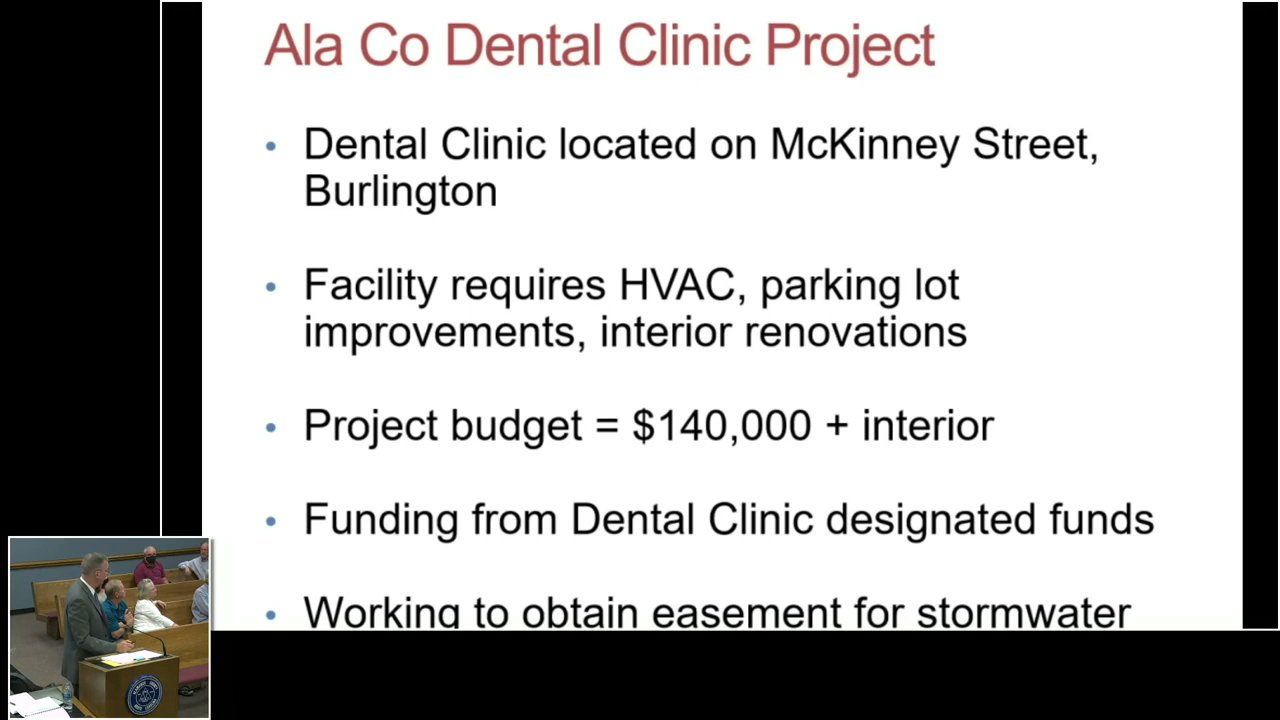 Ala Co Dental Clinic Project
• Dental Clinic located on McKinney Street,
Burlington
• Facility requires HVAC, parking lot
improvements, interior renovations
• Project budget = $140,000 + interior
• Funding from Dental Clinic designated funds
• Working to obtain easement for stormwater